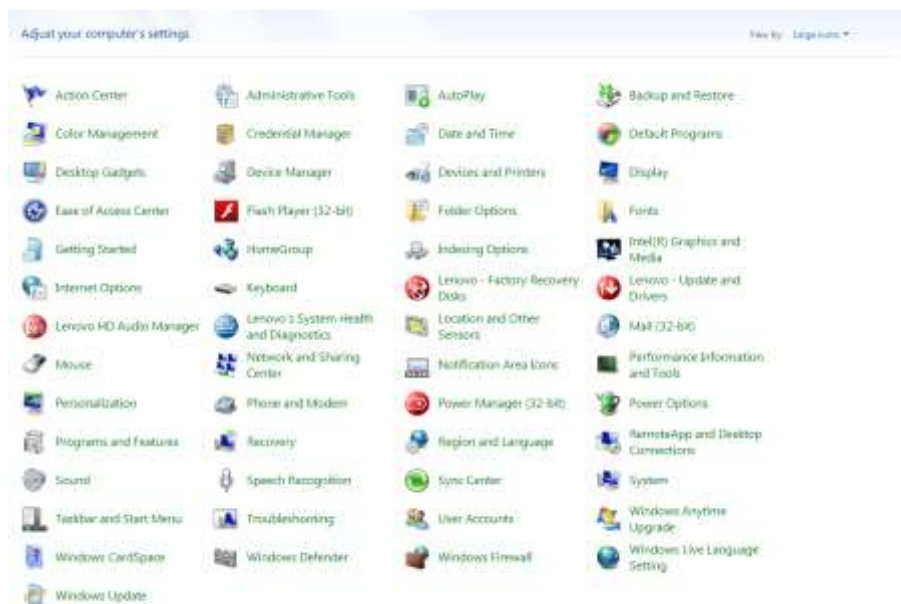 Adjust your computer's settings
View by: Large icons
Action Center
Administrative Tools
AutoPlay
Backup and Restore
Color Management
Credential Manager
Date and Time
Default Programs
Desktop Gadgets
Device Manager
Devices and Printers
Display
Ease of Access Center
Flash Player (32-bit)
Folder Options
Fonts
Getting Started
HomeGroup
Indexing Options
Intel(R) Graphics and
Media
Internet Options
Keyboard
Lenovo - Factory Recovery
Disks
Lenovo - Update and
Drivers
Lenovo HD Audio Manager
Lenovo's System Health
and Diagnostics
Location and Other
Sensors
Mail (32-bit)
Mouse
Network and Sharing
Center
Notification Area Icons
Performance Information
and Tools
Personalization
Phone and Modem
Power Manager (32-bit)
Power Options
Programs and Features
Recovery
Region and Language
RemoteApp and Desktop
Connections
Sound
Speech Recognition
Sync Center
System
Taskbar and Start Menu
Troubleshooting
User Accounts
Windows Anytime
Upgrade
Windows CardSpace
Windows Defender
Windows Firewall
Windows Live Language
Setting
Windows Update